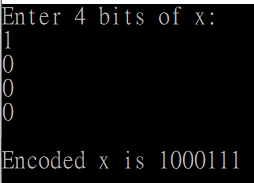 Enter 4 bits of x:
1
0
0
0
Encoded x is 1000111